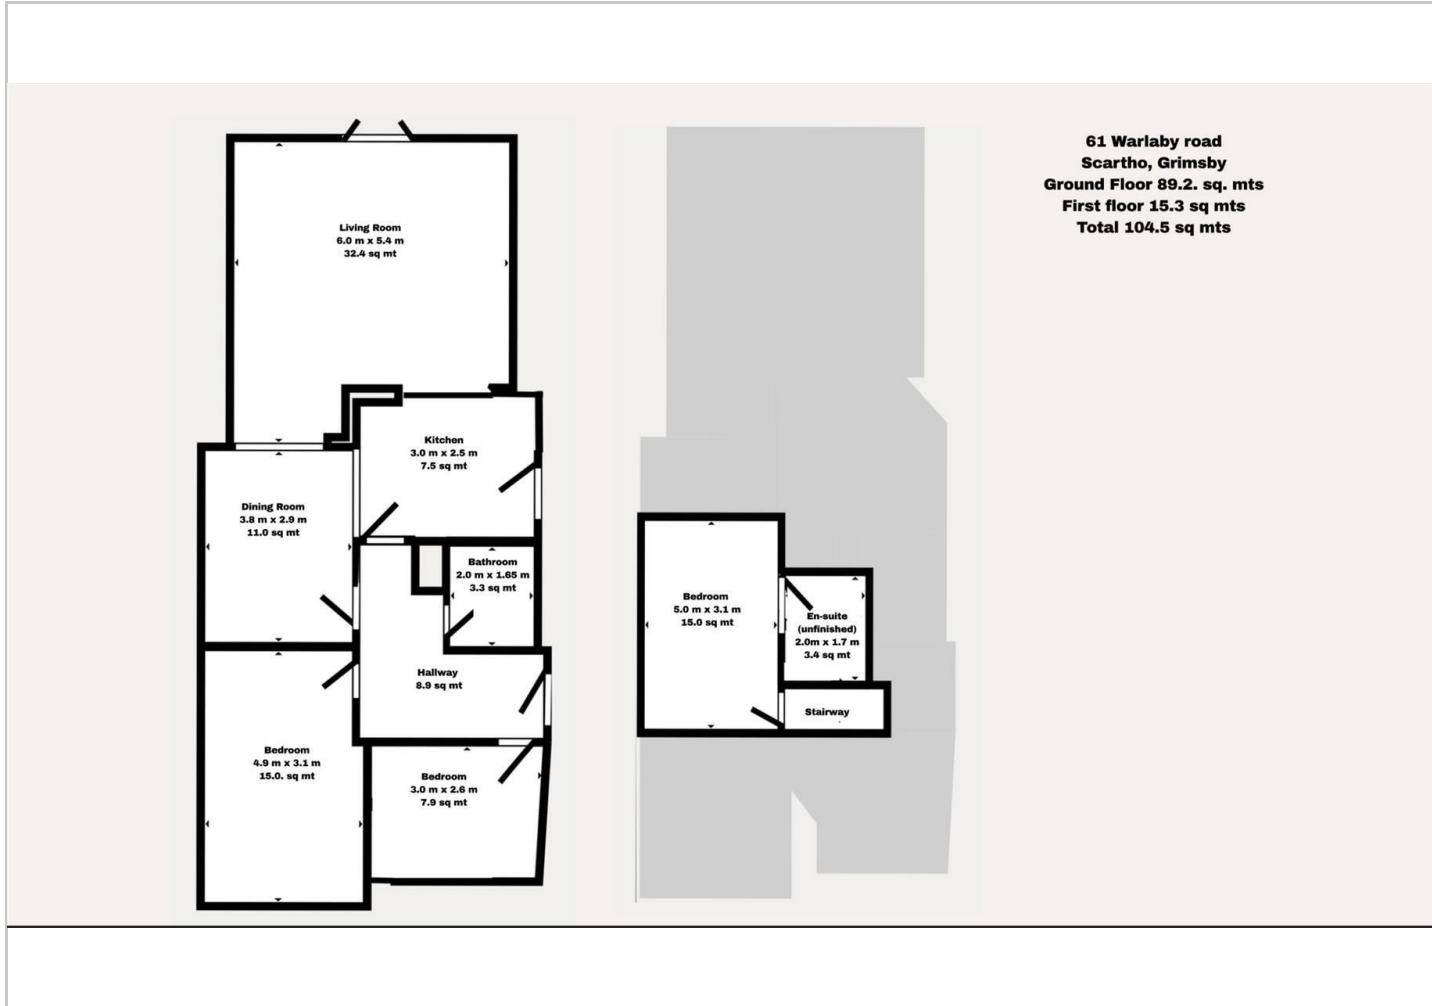 61 Warlaby road
Scartho, Grimsby
Ground Floor 89.2. sq. mts
First floor 15.3 sq mts
Total 104.5 sq mts
Living Room
6.0 m x 5.4 m
32.4 sq mt
Kitchen
3.0 m x 2.5 m
7.5 sq mt
Dining Room
3.8 m x 2.9 m
11.0 sq mt
Bathroom
2.0 m x 1.65 m
3.3 sq mt
Hallway
8.9 sq mt
Bedroom
4.9 m x 3.1 m
15.0. sq mt
Bedroom
3.0 m x 2.6 m
7.9 sq mt
Bedroom
5.0 m x 3.1 m
15.0 sq mt
En-suite
(unfinished)
2.0m x 1.7 m
3.4 sq mt
Stairway